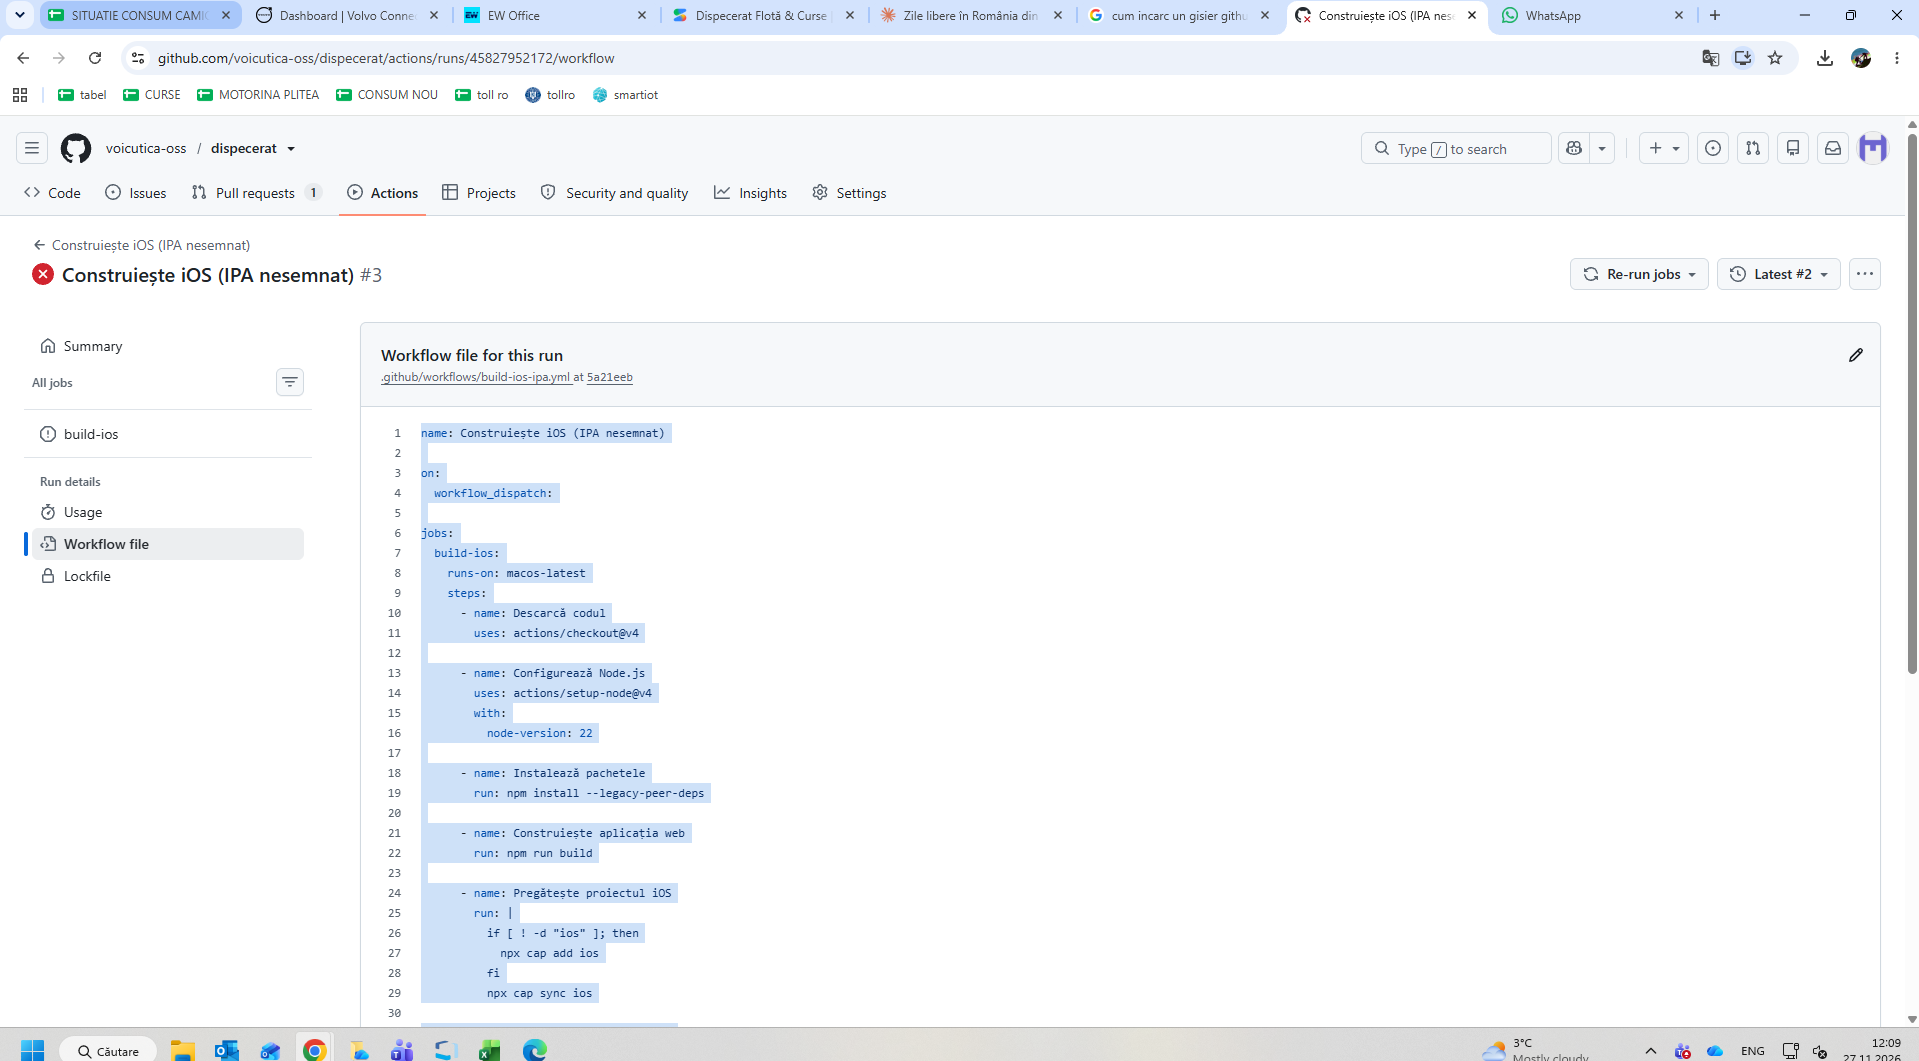 SITUATIE CONSUM CAMI
Dashboard | Volvo Conne
EW Office
Dispecerat Flotă & Curse
Zile libere în România din
cum incarc un gisier githu
Construiește iOS (IPA nes
WhatsApp
github.com/voicutica-oss/dispecerat/actions/runs/45827952172/workflow
tabel
CURSE
MOTORINA PLITEA
CONSUM NOU
toll ro
tollro
smartiot
voicutica-oss / dispecerat
Type / to search
Code
Issues
Pull requests 1
Actions
Projects
Security and quality
Insights
Settings
Construiește iOS (IPA nesemnat)
Construiește iOS (IPA nesemnat) #3
Re-run jobs
Latest #2
Summary
All jobs
build-ios
Run details
Usage
Workflow file
Lockfile
Workflow file for this run
.github/workflows/build-ios-ipa.yml at 5a21eeb
1 name: Construiește iOS (IPA nesemnat)
2
3 on:
4 workflow_dispatch:
5
6 jobs:
7 build-ios:
8 runs-on: macos-latest
9 steps:
10 - name: Descarcă codul
11 uses: actions/checkout@v4
12
13 - name: Configurează Node.js
14 uses: actions/setup-node@v4
15 with:
16 node-version: 22
17
18 - name: Instalează pachetele
19 run: npm install --legacy-peer-deps
20
21 - name: Construiește aplicația web
22 run: npm run build
23
24 - name: Pregătește proiectul iOS
25 run: |
26 if [ ! -d "ios" ]; then
27 npx cap add ios
28 fi
29 npx cap sync ios
30
Căutare
3°C
Mostly cloudy
ENG
12:09
27.11.2026